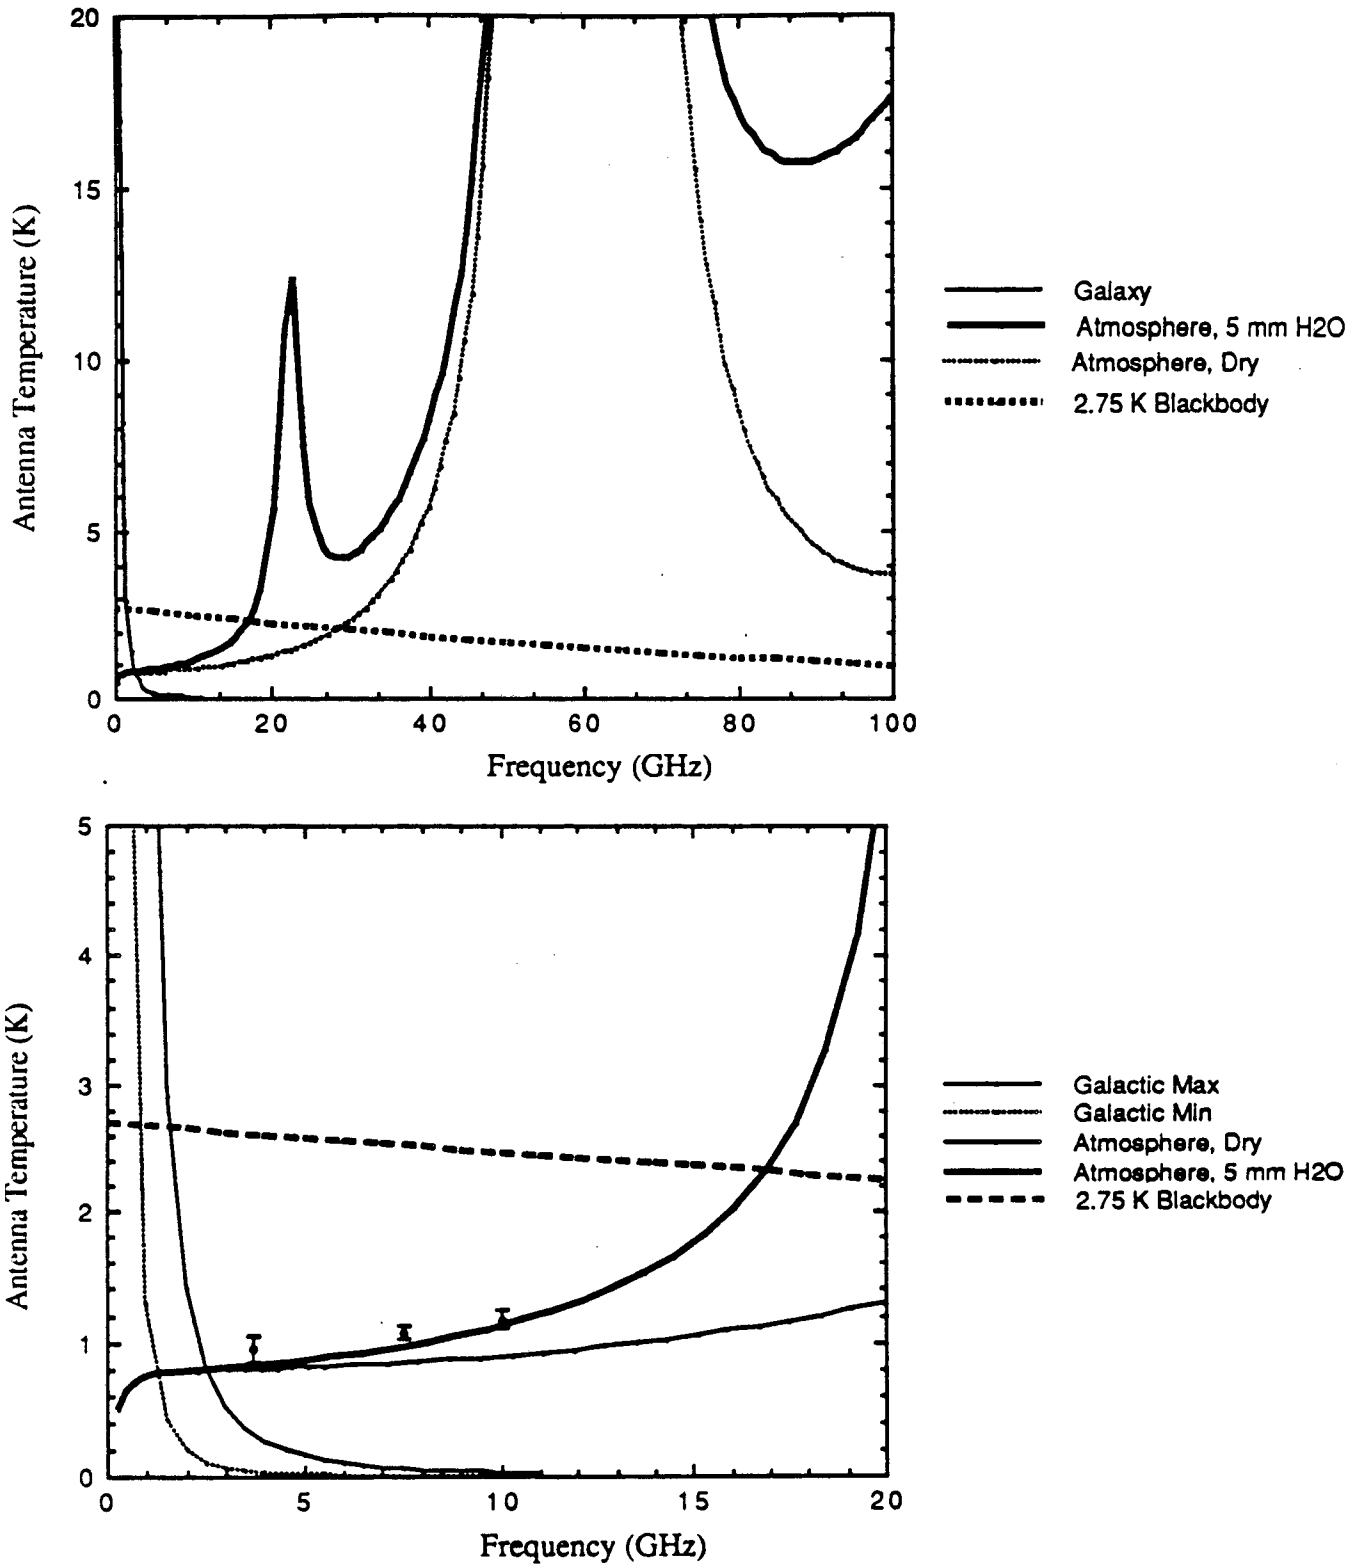 20
15
10
5
0
Antenna Temperature (K)
0 20 40 60 80 100
Frequency (GHz)
Galaxy
Atmosphere, 5 mm H2O
Atmosphere, Dry
2.75 K Blackbody
5
4
3
2
1
0
Antenna Temperature (K)
0 5 10 15 20
Frequency (GHz)
Galactic Max
Galactic Min
Atmosphere, Dry
Atmosphere, 5 mm H2O
2.75 K Blackbody